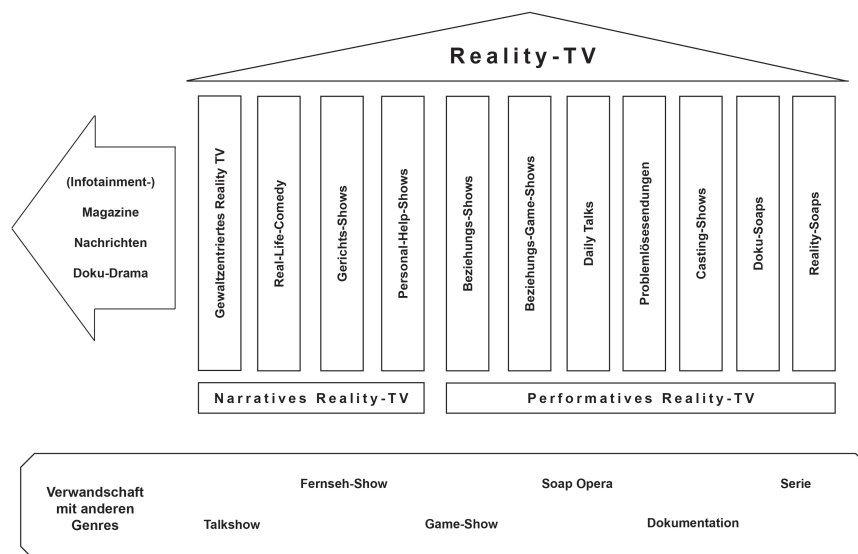 Reality-TV
(Infotainment-)
Magazine
Nachrichten
Doku-Drama
Gewaltzentriertes Reality TV
Real-Life-Comedy
Gerichts-Shows
Personal-Help-Shows
Beziehungs-Shows
Beziehungs-Game-Shows
Daily Talks
Problemlösesendungen
Casting-Shows
Doku-Soaps
Reality-Soaps
Narratives Reality-TV
Performatives Reality-TV
Verwandschaft
mit anderen
Genres
Fernseh-Show
Soap Opera
Serie
Talkshow
Game-Show
Dokumentation